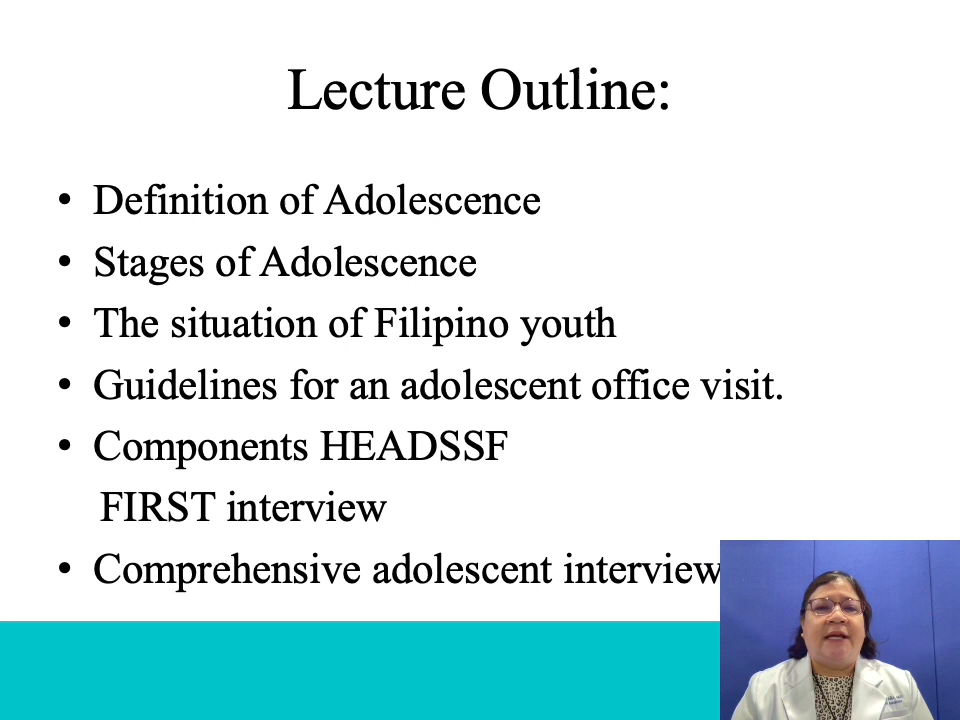 Lecture Outline:
• Definition of Adolescence
• Stages of Adolescence
• The situation of Filipino youth
• Guidelines for an adolescent office visit.
• Components HEADSSF
FIRST interview
• Comprehensive adolescent interview